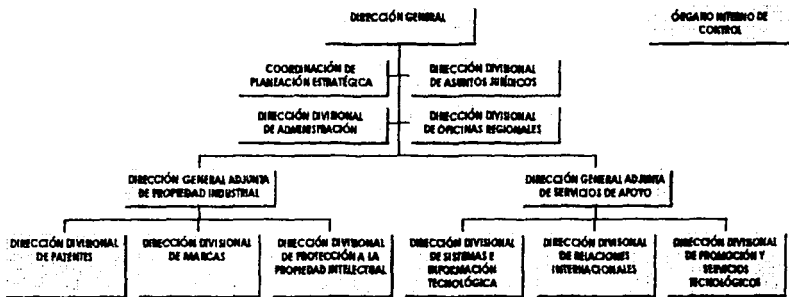 DIRECCIÓN GENERAL
ÓRGANO INTERNO DE
CONTROL
COORDINACIÓN DE
PLANEACIÓN ESTRATÉGICA
DIRECCIÓN DIVISIONAL
DE ASUNTOS JURÍDICOS
DIRECCIÓN DIVISIONAL
DE ADMINISTRACIÓN
DIRECCIÓN DIVISIONAL
DE OFICINAS REGIONALES
DIRECCIÓN GENERAL ADJUNTA
DE PROPIEDAD INDUSTRIAL
DIRECCIÓN GENERAL ADJUNTA
DE SERVICIOS DE APOYO
DIRECCIÓN DIVISIONAL
DE PATENTES
DIRECCIÓN DIVISIONAL
DE MARCAS
DIRECCIÓN DIVISIONAL
DE PROTECCIÓN A LA
PROPIEDAD INTELECTUAL
DIRECCIÓN DIVISIONAL
DE SISTEMAS E
INFORMACIÓN
TECNOLÓGICA
DIRECCIÓN DIVISIONAL
DE RELACIONES
INTERNACIONALES
DIRECCIÓN DIVISIONAL
DE PROMOCIÓN Y
SERVICIOS
TECNOLÓGICOS